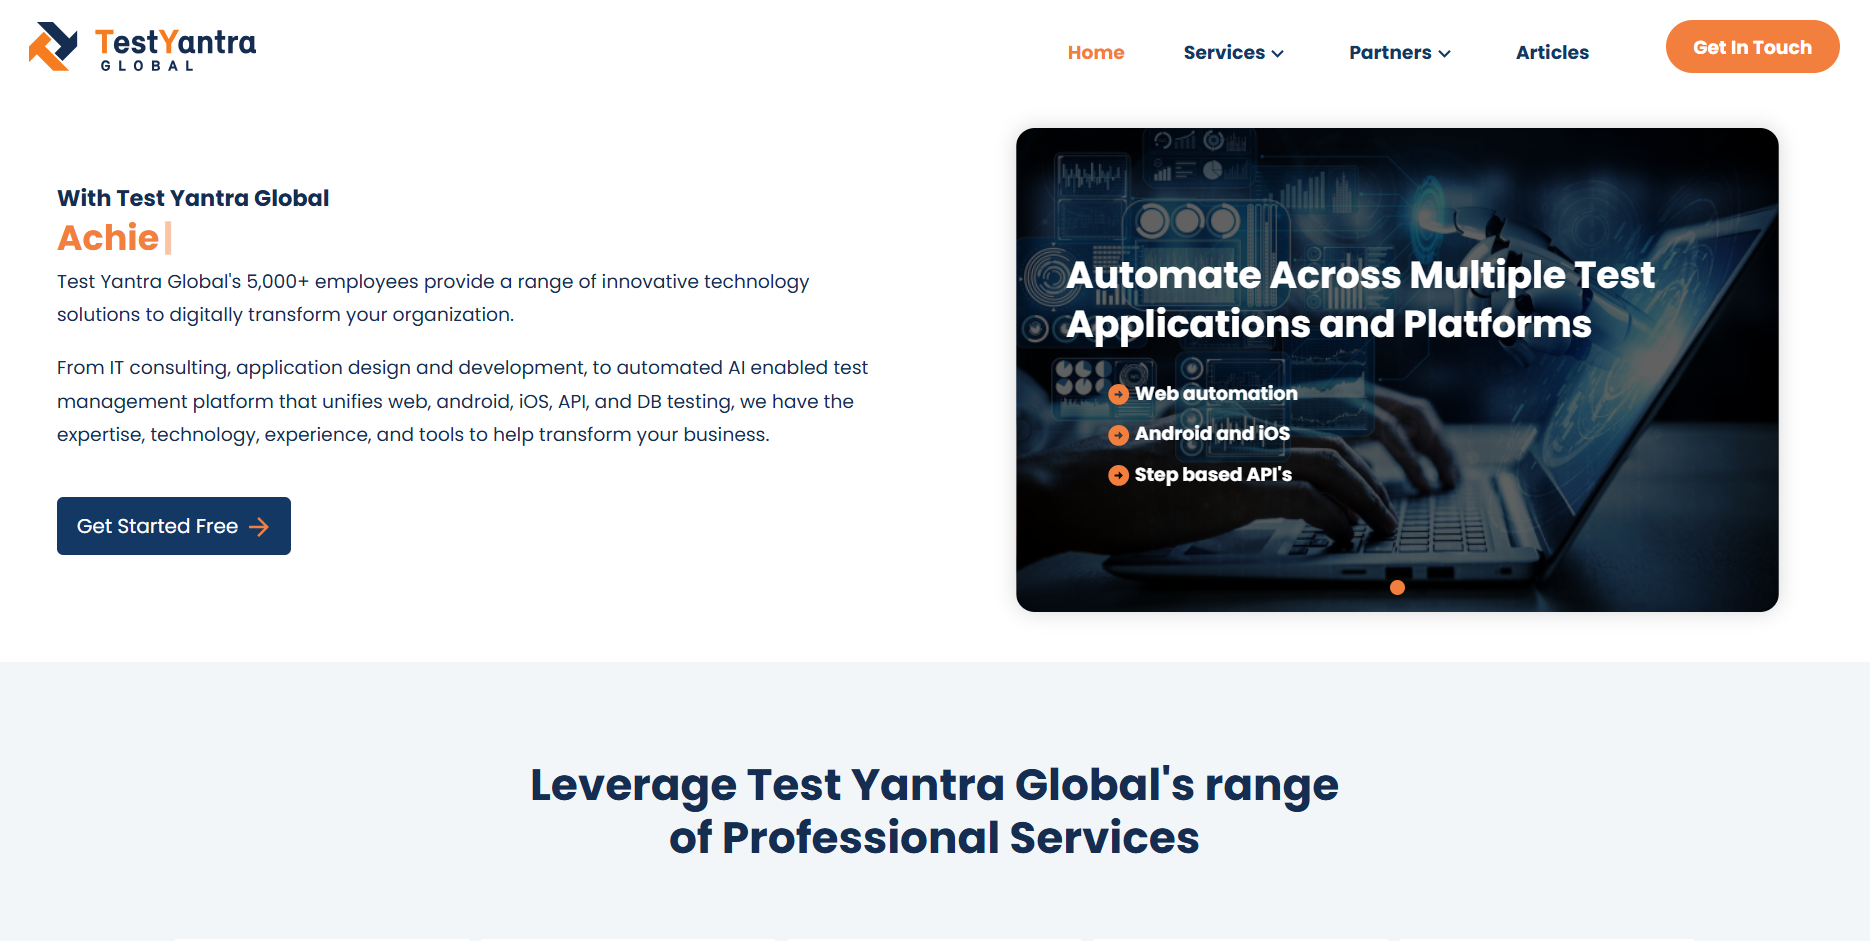 TestYantra
GLOBAL
Home
Services
Partners
Articles
Get In Touch
With Test Yantra Global
Achie
Test Yantra Global's 5,000+ employees provide a range of innovative technology
solutions to digitally transform your organization.
From IT consulting, application design and development, to automated AI enabled test
management platform that unifies web, android, iOS, API, and DB testing, we have the
expertise, technology, experience, and tools to help transform your business.
Get Started Free
Automate Across Multiple Test
Applications and Platforms
Web automation
Android and iOS
Step based API's
Leverage Test Yantra Global's range
of Professional Services